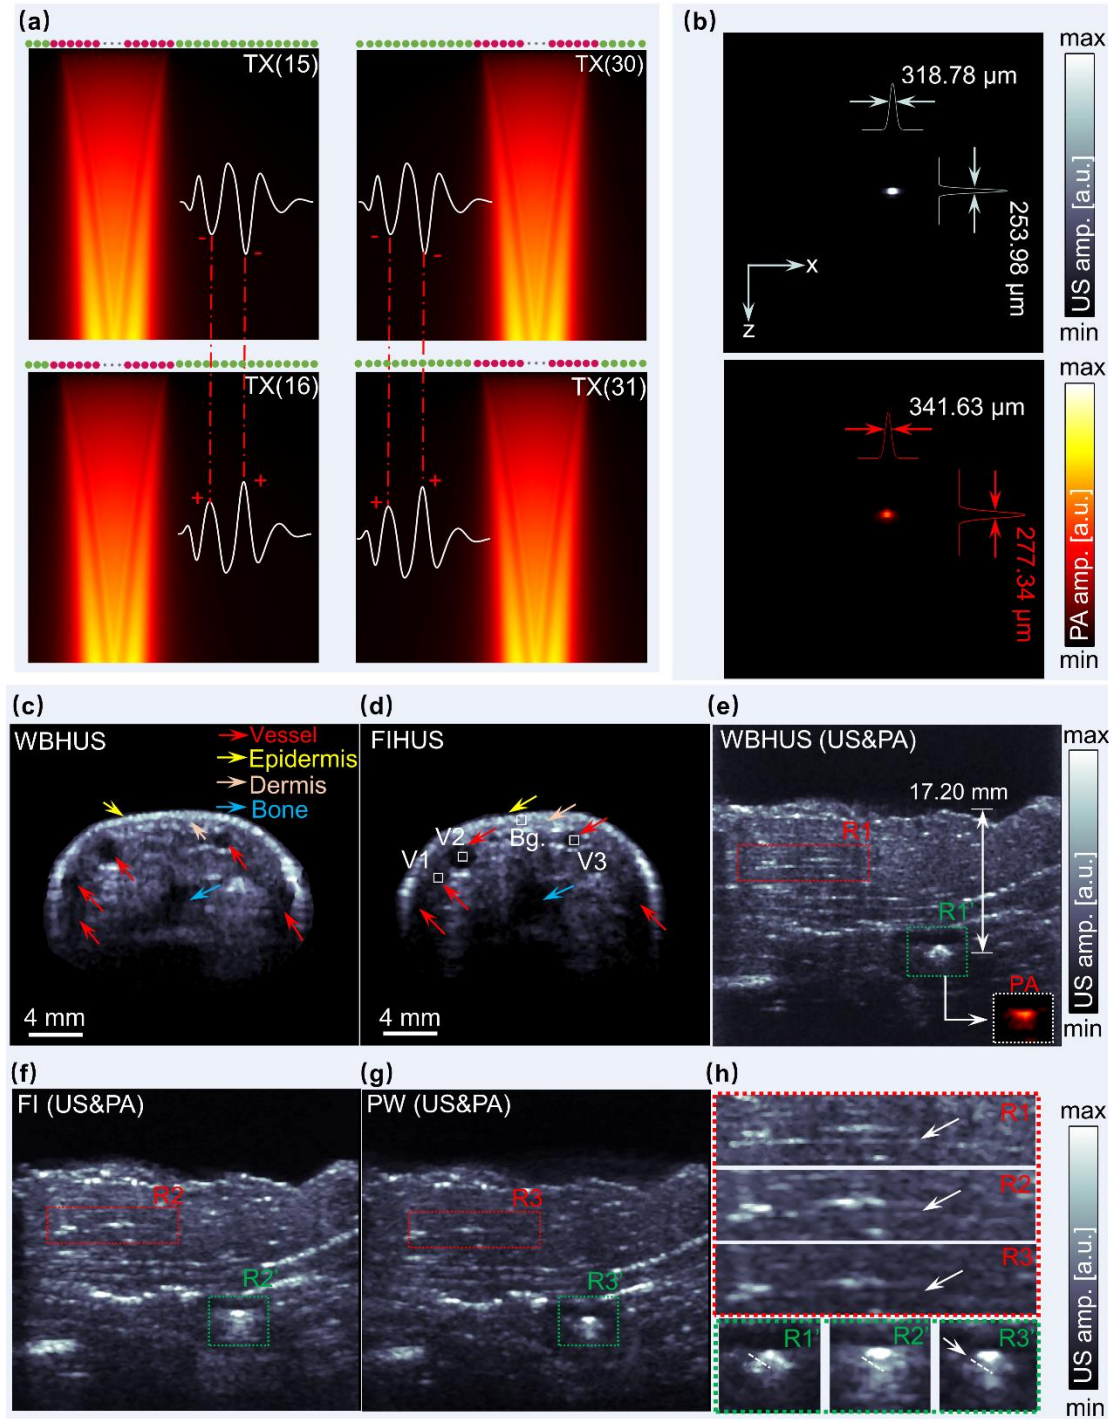 (a)
TX(15)
TX(30)
- -
- -
TX(16)
TX(31)
+ +
+ +
(b)
318.78 µm
253.98 µm
x
z
max
US amp. [a.u.]
min
341.63 µm
277.34 µm
max
PA amp. [a.u.]
min
(c)
WBHUS
Vessel
Epidermis
Dermis
Bone
4 mm
(d)
FIHUS
V1
V2
Bg.
V3
4 mm
(e)
WBHUS (US&PA)
17.20 mm
R1
R1'
PA
max
US amp. [a.u.]
min
(f)
FI (US&PA)
R2
R2'
(g)
PW (US&PA)
R3
R3'
(h)
R1
R2
R3
R1'
R2'
R3'
max
US amp. [a.u.]
min